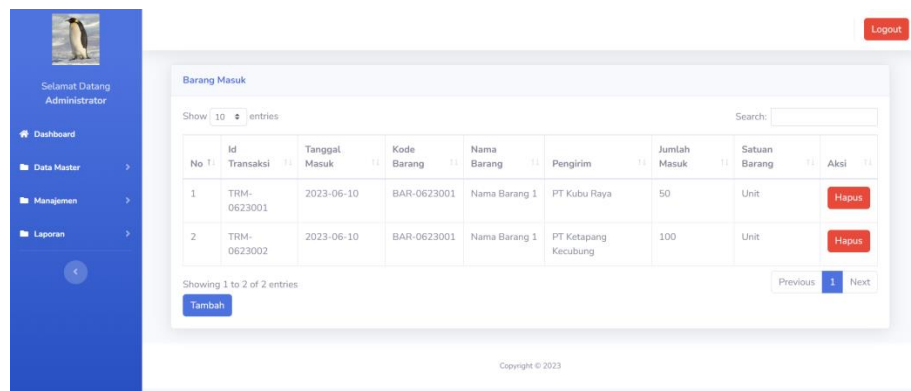 Logout
Selamat Datang
Administrator
Dashboard
Data Master
Manajemen
Laporan
Barang Masuk
Show 10 entries
Search:
No Id Transaksi Tanggal Masuk Kode Barang Nama Barang Pengirim Jumlah Masuk Satuan Barang Aksi
1 TRM-0623001 2023-06-10 BAR-0623001 Nama Barang 1 PT Kubu Raya 50 Unit Hapus
2 TRM-0623002 2023-06-10 BAR-0623001 Nama Barang 1 PT Ketapang Kecubung 100 Unit Hapus
Showing 1 to 2 of 2 entries
Previous 1 Next
Tambah
Copyright © 2023